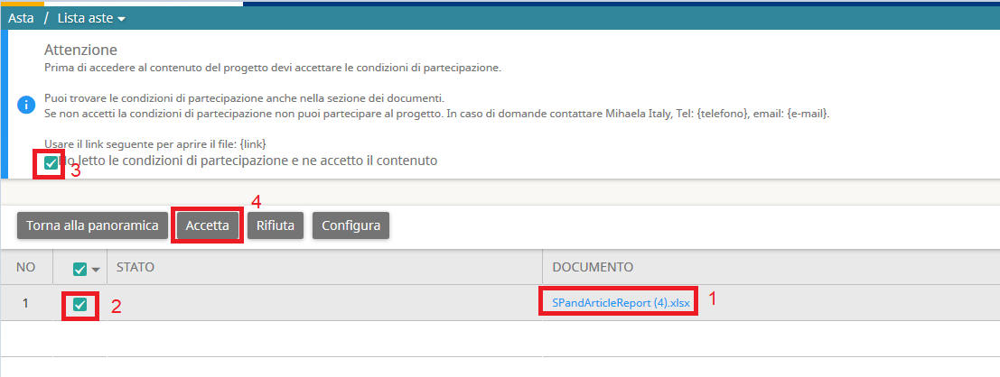 Asta / Lista aste
Attenzione
Prima di accedere al contenuto del progetto devi accettare le condizioni di partecipazione.
Puoi trovare le condizioni di partecipazione anche nella sezione dei documenti.
Se non accetti la condizioni di partecipazione non puoi partecipare al progetto. In caso di domande contattare Mihaela Italy, Tel: {telefono}, email: {e-mail}.
Usare il link seguente per aprire il file: {link}
Ho letto le condizioni di partecipazione e ne accetto il contenuto
3
4
Torna alla panoramica Accetta Rifiuta Configura
NO STATO DOCUMENTO
1 2 SPandArticleReport (4).xlsx 1